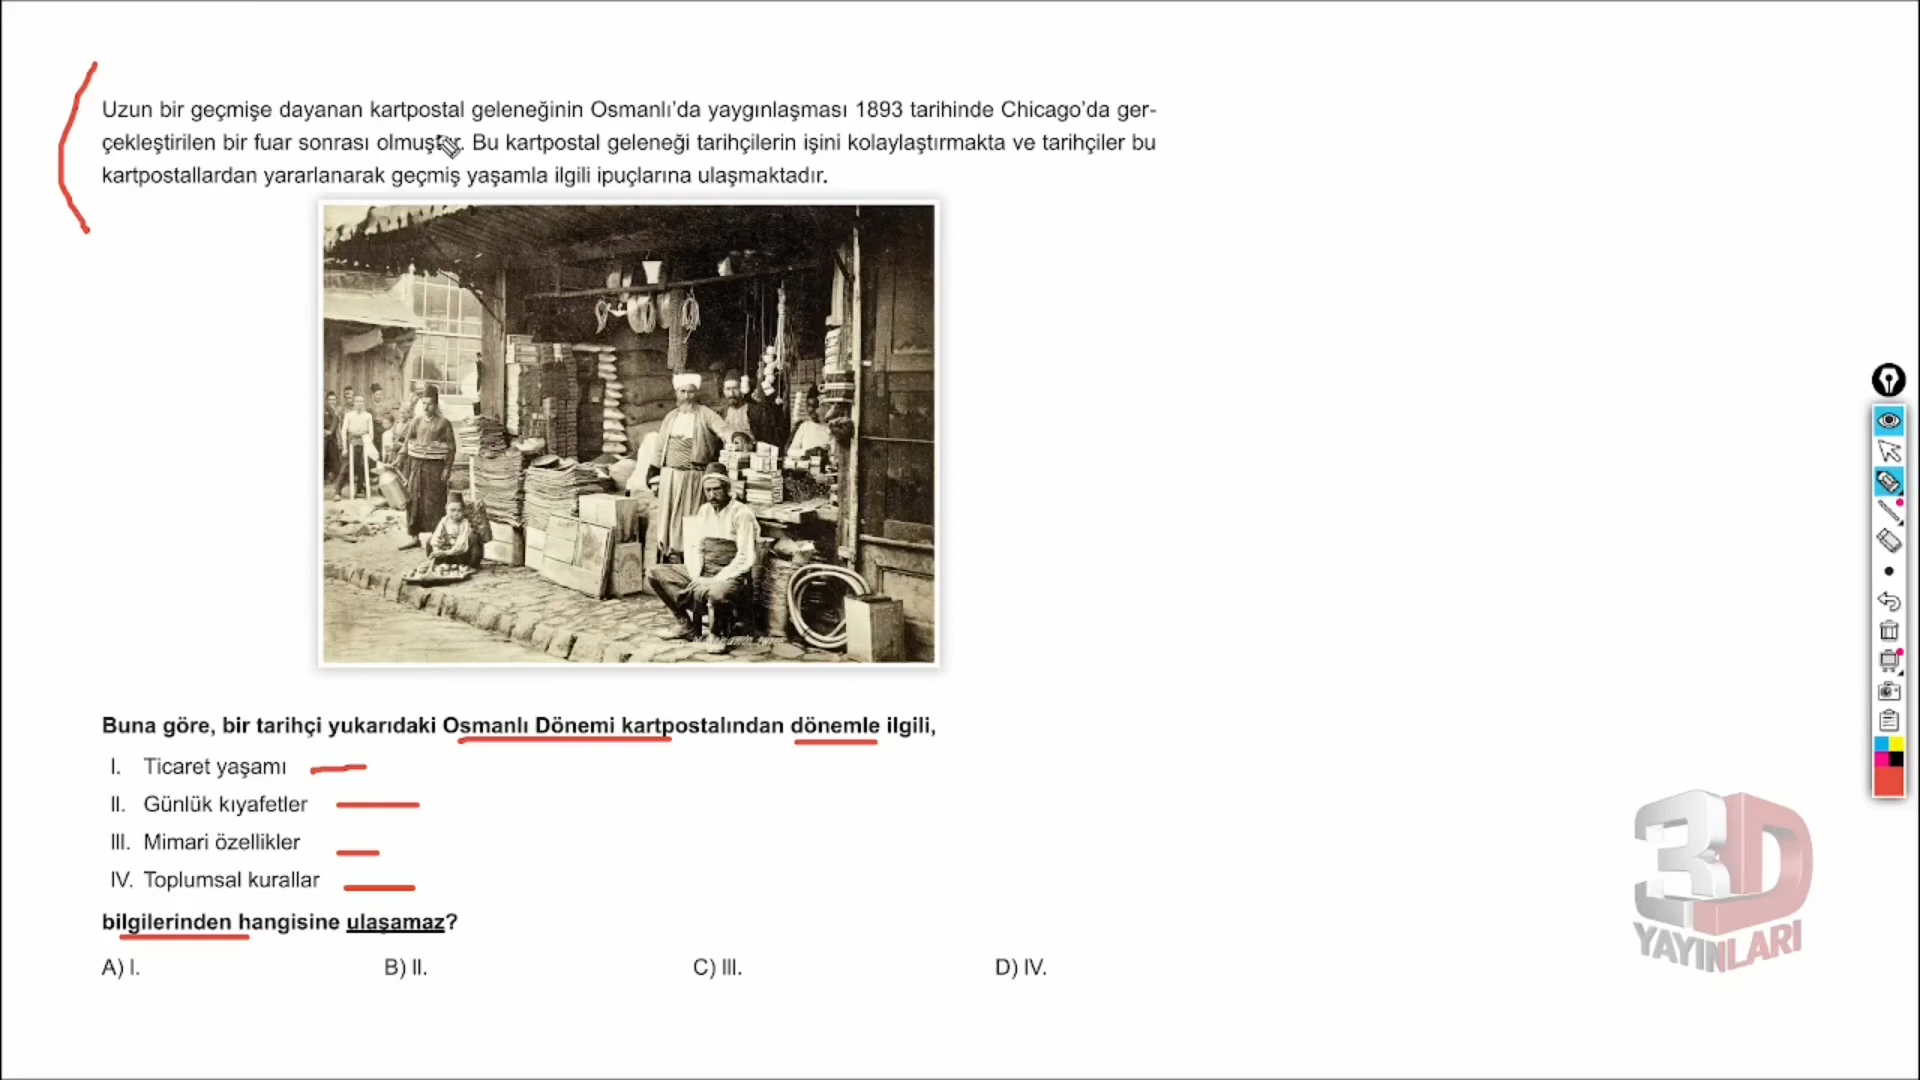 Uzun bir geçmişe dayanan kartpostal geleneğinin Osmanlı'da yaygınlaşması 1893 tarihinde Chicago'da ger-
çekleştirilen bir fuar sonrası olmuştur. Bu kartpostal geleneği tarihçilerin işini kolaylaştırmakta ve tarihçiler bu
kartpostallardan yararlanarak geçmiş yaşamla ilgili ipuçlarına ulaşmaktadır.
Buna göre, bir tarihçi yukarıdaki Osmanlı Dönemi kartpostalından dönemle ilgili,
I. Ticaret yaşamı
II. Günlük kıyafetler
III. Mimari özellikler
IV. Toplumsal kurallar
bilgilerinden hangisine ulaşamaz?
A) I. B) II. C) III. D) IV.
3D
YAYINLARI